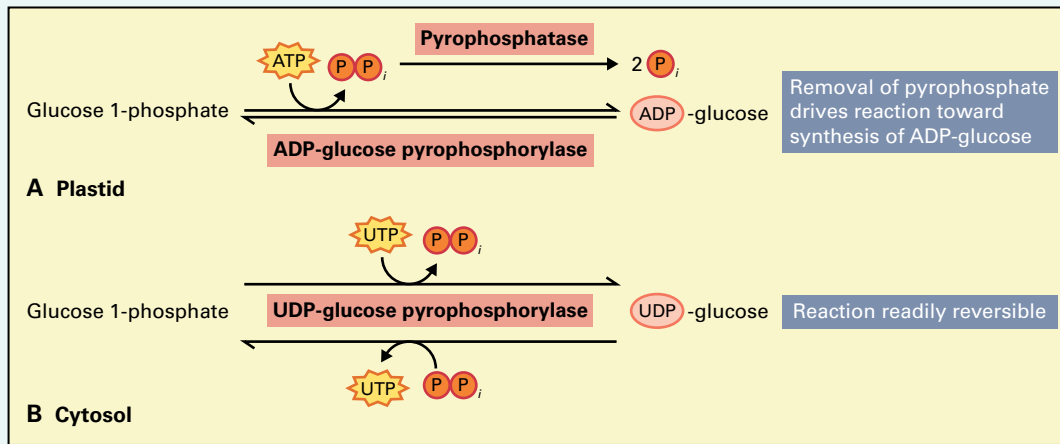 Pyrophosphatase
ATP
P P i
2 P i
Glucose 1-phosphate
ADP -glucose
Removal of pyrophosphate
drives reaction toward
synthesis of ADP-glucose
ADP-glucose pyrophosphorylase
A Plastid
UTP
P P i
Glucose 1-phosphate
UDP-glucose pyrophosphorylase
UDP -glucose
Reaction readily reversible
UTP
P P i
B Cytosol